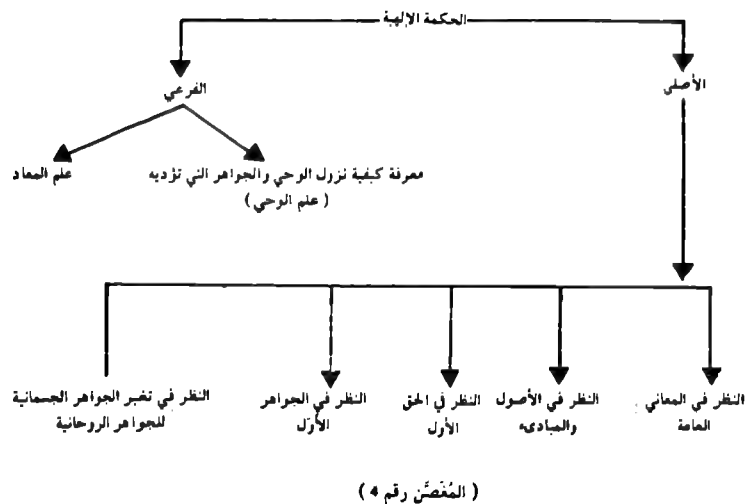 الحكمة الإلهية
الأصلي
الفرعي
معرفة كيفية نزول الوحي والجواهر التي تؤديه
( علم الوحي )
علم المعاد
النظر في المعاني
العامة
النظر في الأصول
والمبادىء
النظر في الحق
الأول
النظر في الجواهر
الأول
النظر في تغير الجواهر الجسمانية
للجواهر الروحانية
( المُغَصَّن رقم 4 )